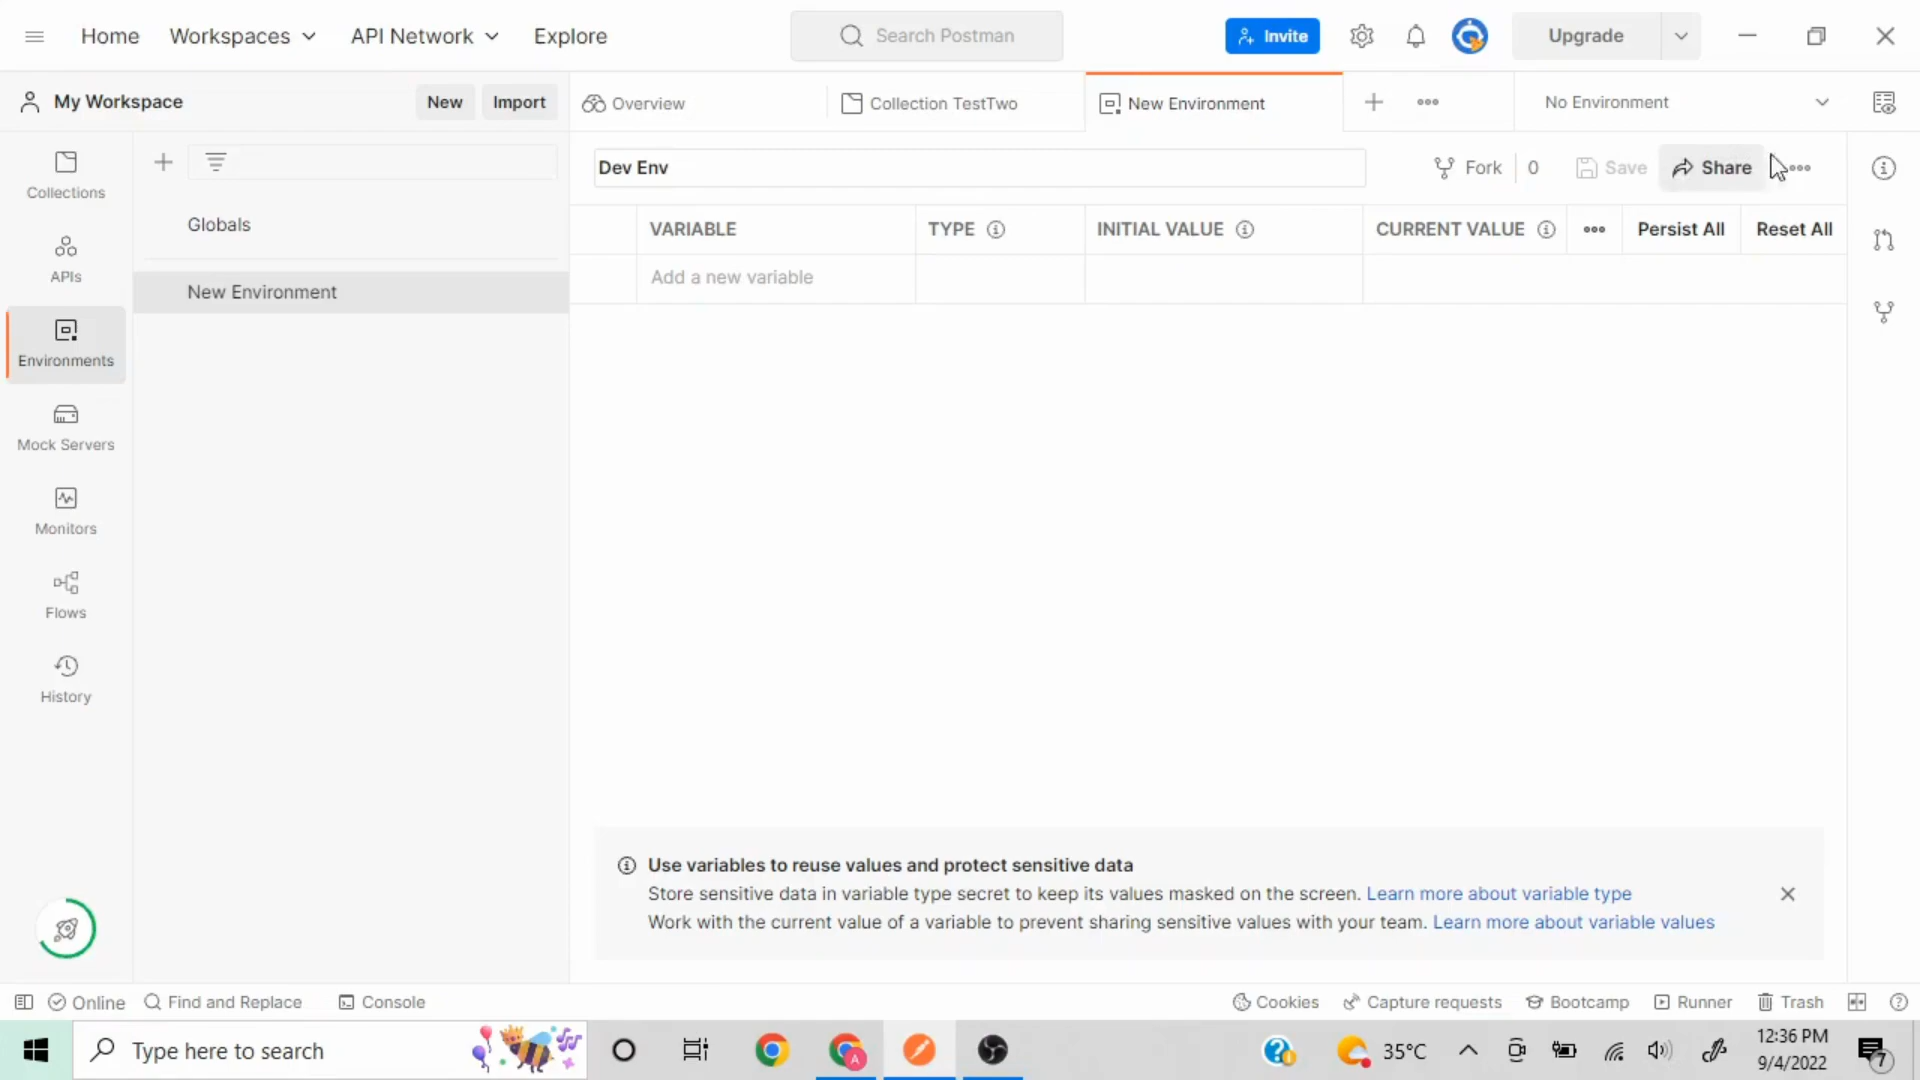 Home
Workspaces
API Network
Explore
Search Postman
Invite
Upgrade
My Workspace
New
Import
Overview
Collection TestTwo
New Environment
No Environment
Collections
APIs
Environments
Mock Servers
Monitors
Flows
History
Globals
New Environment
Dev Env
Fork
0
Save
Share
VARIABLE
TYPE
INITIAL VALUE
CURRENT VALUE
Persist All
Reset All
Add a new variable
Use variables to reuse values and protect sensitive data
Store sensitive data in variable type secret to keep its values masked on the screen. Learn more about variable type
Work with the current value of a variable to prevent sharing sensitive values with your team. Learn more about variable values
Online
Find and Replace
Console
Cookies
Capture requests
Bootcamp
Runner
Trash
Type here to search
A
35°C
12:36 PM
9/4/2022
7